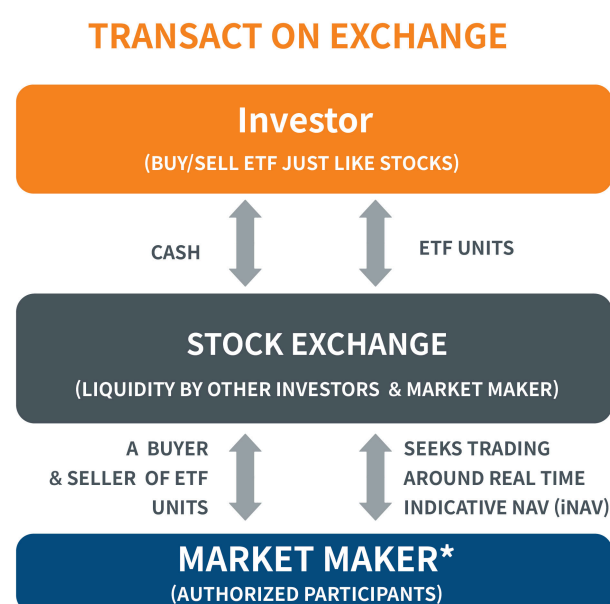 TRANSACT ON EXCHANGE
Investor
(BUY/SELL ETF JUST LIKE STOCKS)
CASH
ETF UNITS
STOCK EXCHANGE
(LIQUIDITY BY OTHER INVESTORS & MARKET MAKER)
A BUYER
& SELLER OF ETF
UNITS
SEEKS TRADING
AROUND REAL TIME
INDICATIVE NAV (iNAV)
MARKET MAKER*
(AUTHORIZED PARTICIPANTS)